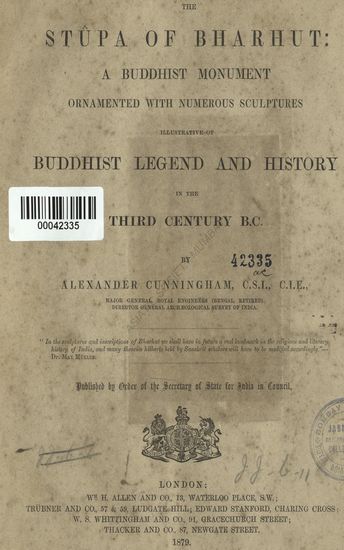 THE
STÛPA OF BHARHUT:
A BUDDHIST MONUMENT
ORNAMENTED WITH NUMEROUS SCULPTURES
ILLUSTRATIVE OF
BUDDHIST LEGEND AND HISTORY
IN THE
THIRD CENTURY B.C.
00042335
BY
42335
ALEXANDER CUNNINGHAM, C.S.I., C.I.E.,
MAJOR GENERAL, ROYAL ENGINEERS (BENGAL RETIRED).
DIRECTOR GENERAL ARCHÆOLOGICAL SURVEY OF INDIA.
"In the sculptures and inscriptions of Bharhut we shall have in future a real landmark in the religious and literary
history of India, and many theories hitherto held by Sanskrit scholars will have to be modified accordingly."—
DR. MAX MÜLLER.
Published by Order of the Secretary of State for India in Council.
LONDON:
WM H. ALLEN AND CO., 13, WATERLOO PLACE, S.W.;
TRÜBNER AND CO., 57 & 59, LUDGATE HILL; EDWARD STANFORD, CHARING CROSS;
W. S. WHITTINGHAM AND CO., 91, GRACECHURCH STREET;
THACKER AND CO., 87, NEWGATE STREET.
1879.